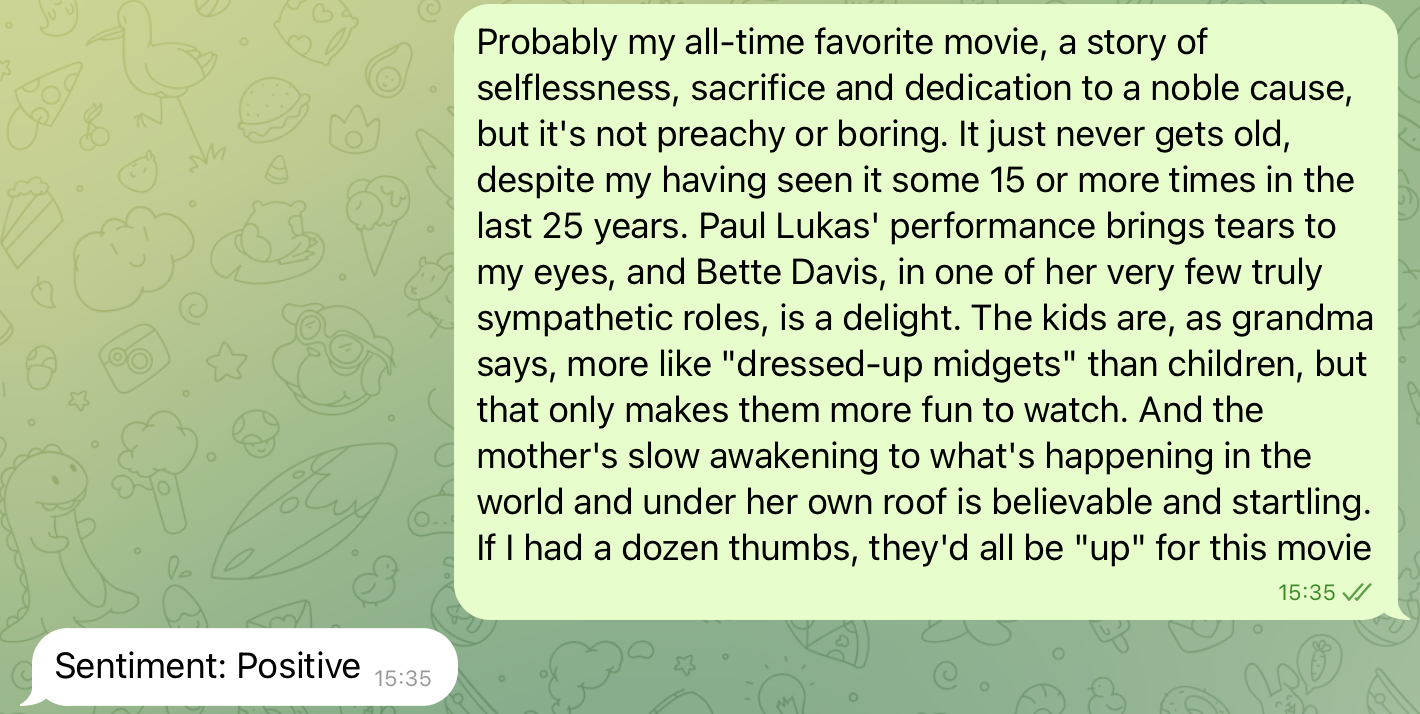 Probably my all-time favorite movie, a story of
selflessness, sacrifice and dedication to a noble cause,
but it's not preachy or boring. It just never gets old,
despite my having seen it some 15 or more times in the
last 25 years. Paul Lukas' performance brings tears to
my eyes, and Bette Davis, in one of her very few truly
sympathetic roles, is a delight. The kids are, as grandma
says, more like "dressed-up midgets" than children, but
that only makes them more fun to watch. And the
mother's slow awakening to what's happening in the
world and under her own roof is believable and startling.
If I had a dozen thumbs, they'd all be "up" for this movie
15:35
Sentiment: Positive 15:35